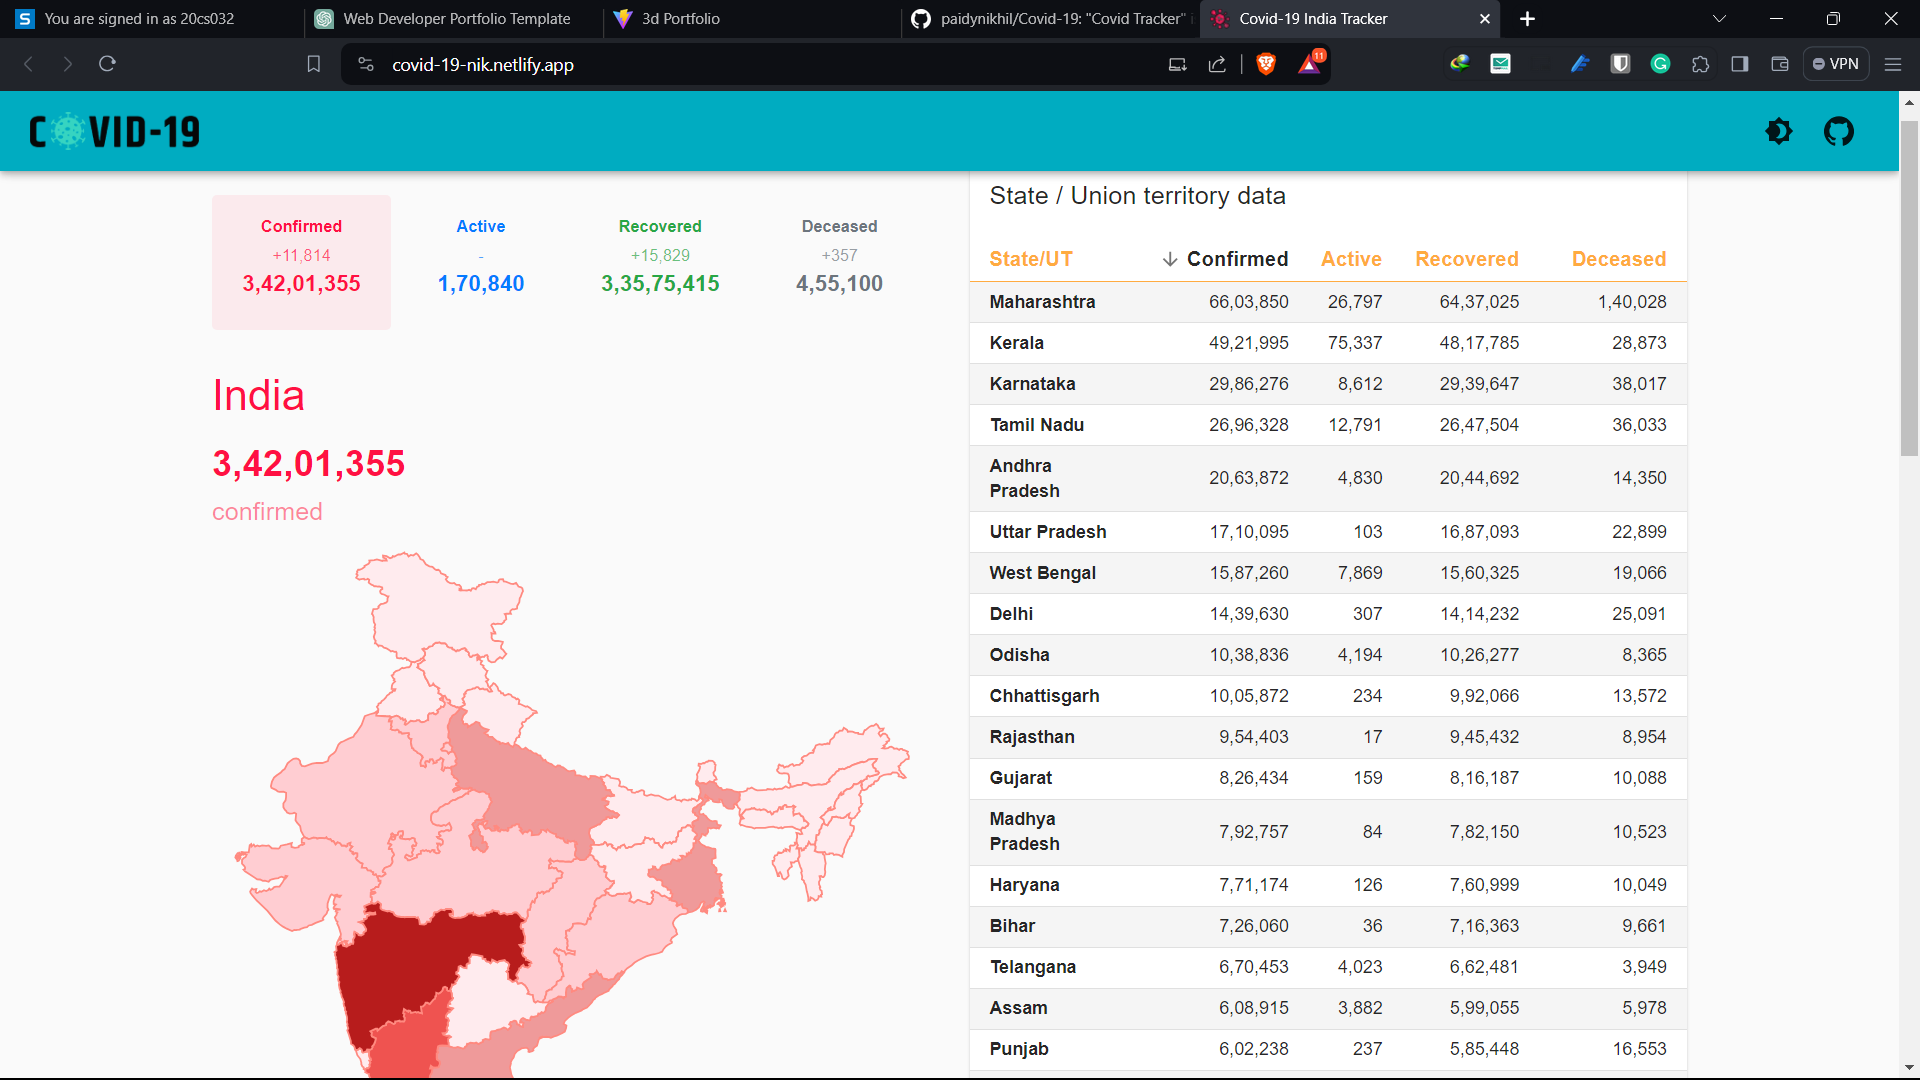 You are signed in as 20cs032
Web Developer Portfolio Template
3d Portfolio
paidynikhil/Covid-19: "Covid Tracker"
Covid-19 India Tracker
covid-19-nik.netlify.app
11
VPN
COVID-19
Confirmed Active Recovered Deceased
+11,814 - +15,829 +357
3,42,01,355 1,70,840 3,35,75,415 4,55,100
India
3,42,01,355
confirmed
State / Union territory data
State/UT Confirmed Active Recovered Deceased
Maharashtra 66,03,850 26,797 64,37,025 1,40,028
Kerala 49,21,995 75,337 48,17,785 28,873
Karnataka 29,86,276 8,612 29,39,647 38,017
Tamil Nadu 26,96,328 12,791 26,47,504 36,033
Andhra
Pradesh 20,63,872 4,830 20,44,692 14,350
Uttar Pradesh 17,10,095 103 16,87,093 22,899
West Bengal 15,87,260 7,869 15,60,325 19,066
Delhi 14,39,630 307 14,14,232 25,091
Odisha 10,38,836 4,194 10,26,277 8,365
Chhattisgarh 10,05,872 234 9,92,066 13,572
Rajasthan 9,54,403 17 9,45,432 8,954
Gujarat 8,26,434 159 8,16,187 10,088
Madhya
Pradesh 7,92,757 84 7,82,150 10,523
Haryana 7,71,174 126 7,60,999 10,049
Bihar 7,26,060 36 7,16,363 9,661
Telangana 6,70,453 4,023 6,62,481 3,949
Assam 6,08,915 3,882 5,99,055 5,978
Punjab 6,02,238 237 5,85,448 16,553